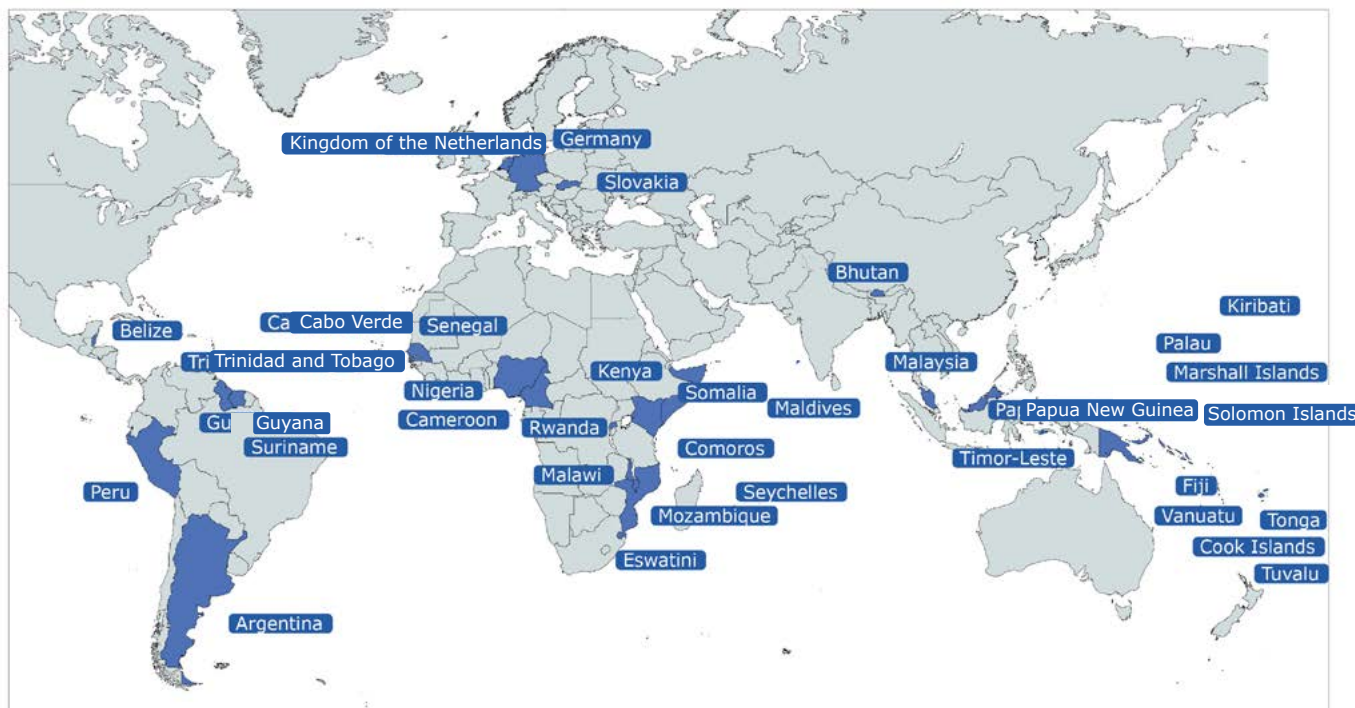 Kingdom of the Netherlands
Germany
Slovakia
Bhutan
Kiribati
Belize
Ca
Cabo Verde
Senegal
Palau
Tri
Trinidad and Tobago
Kenya
Malaysia
Marshall Islands
Nigeria
Somalia
Maldives
Gu
Guyana
Cameroon
Rwanda
Pap
Papua New Guinea
Solomon Islands
Suriname
Comoros
Timor-Leste
Malawi
Peru
Seychelles
Fiji
Mozambique
Vanuatu
Tonga
Eswatini
Cook Islands
Tuvalu
Argentina